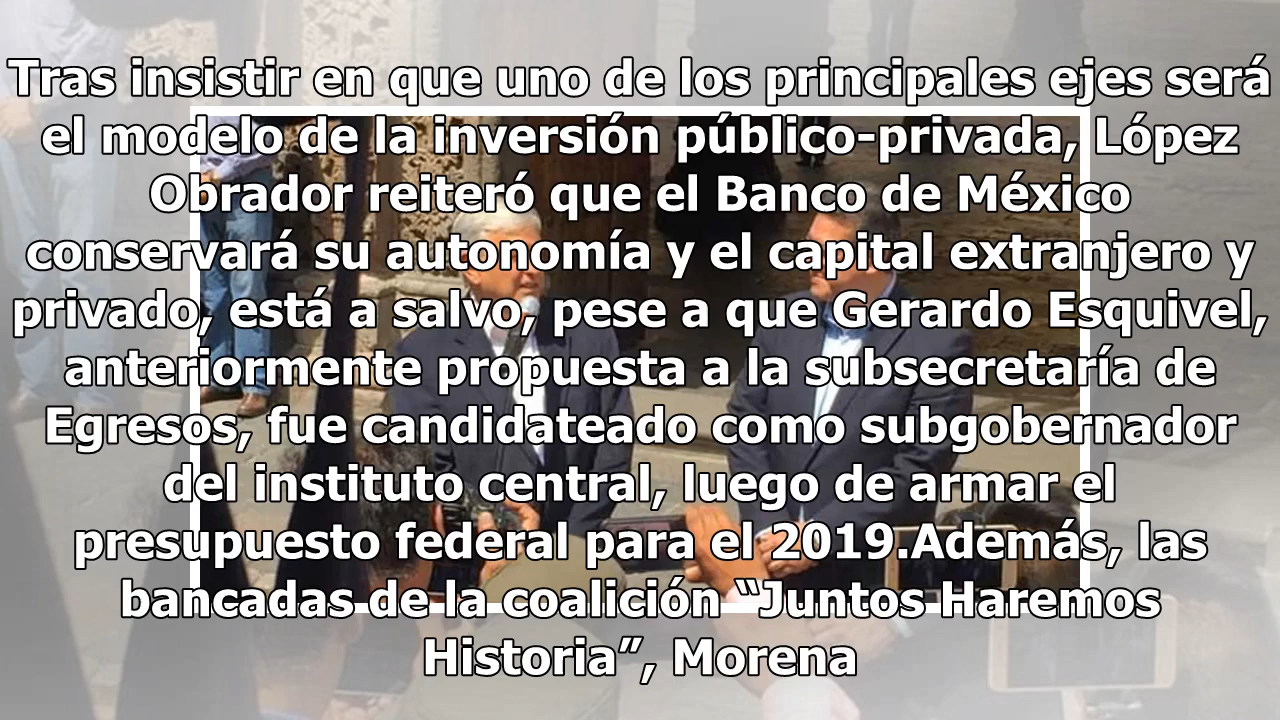 Tras insistir en que uno de los principales ejes será
el modelo de la inversión público-privada, López
Obrador reiteró que el Banco de México
conservará su autonomía y el capital extranjero y
privado, está a salvo, pese a que Gerardo Esquivel,
anteriormente propuesta a la subsecretaría de
Egresos, fue candidateado como subgobernador
del instituto central, luego de armar el
presupuesto federal para el 2019.Además, las
bancadas de la coalición “Juntos Haremos
Historia”, Morena